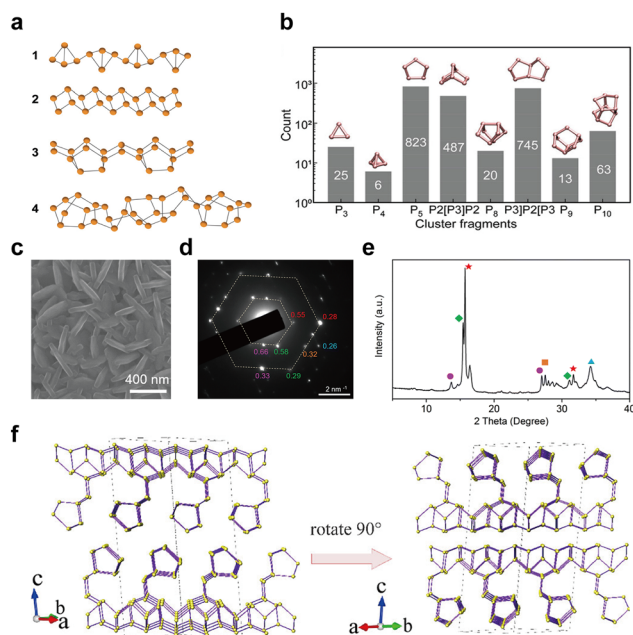 a
1
2
3
4
b
Count
10³
10²
10¹
10⁰
25
6
823
487
20
745
13
63
P₃ P₄ P₅ P2[P3]P2 P₈ P3]P2[P3 P₉ P₁₀
Cluster fragments
c
400 nm
d
0.55
0.28
0.26
0.32
0.66 0.58
0.33
0.29
2 nm⁻¹
e
Intensity (a.u.)
10 20 30 40
2 Theta (Degree)
f
rotate 90°
c
b
a
c
a
b